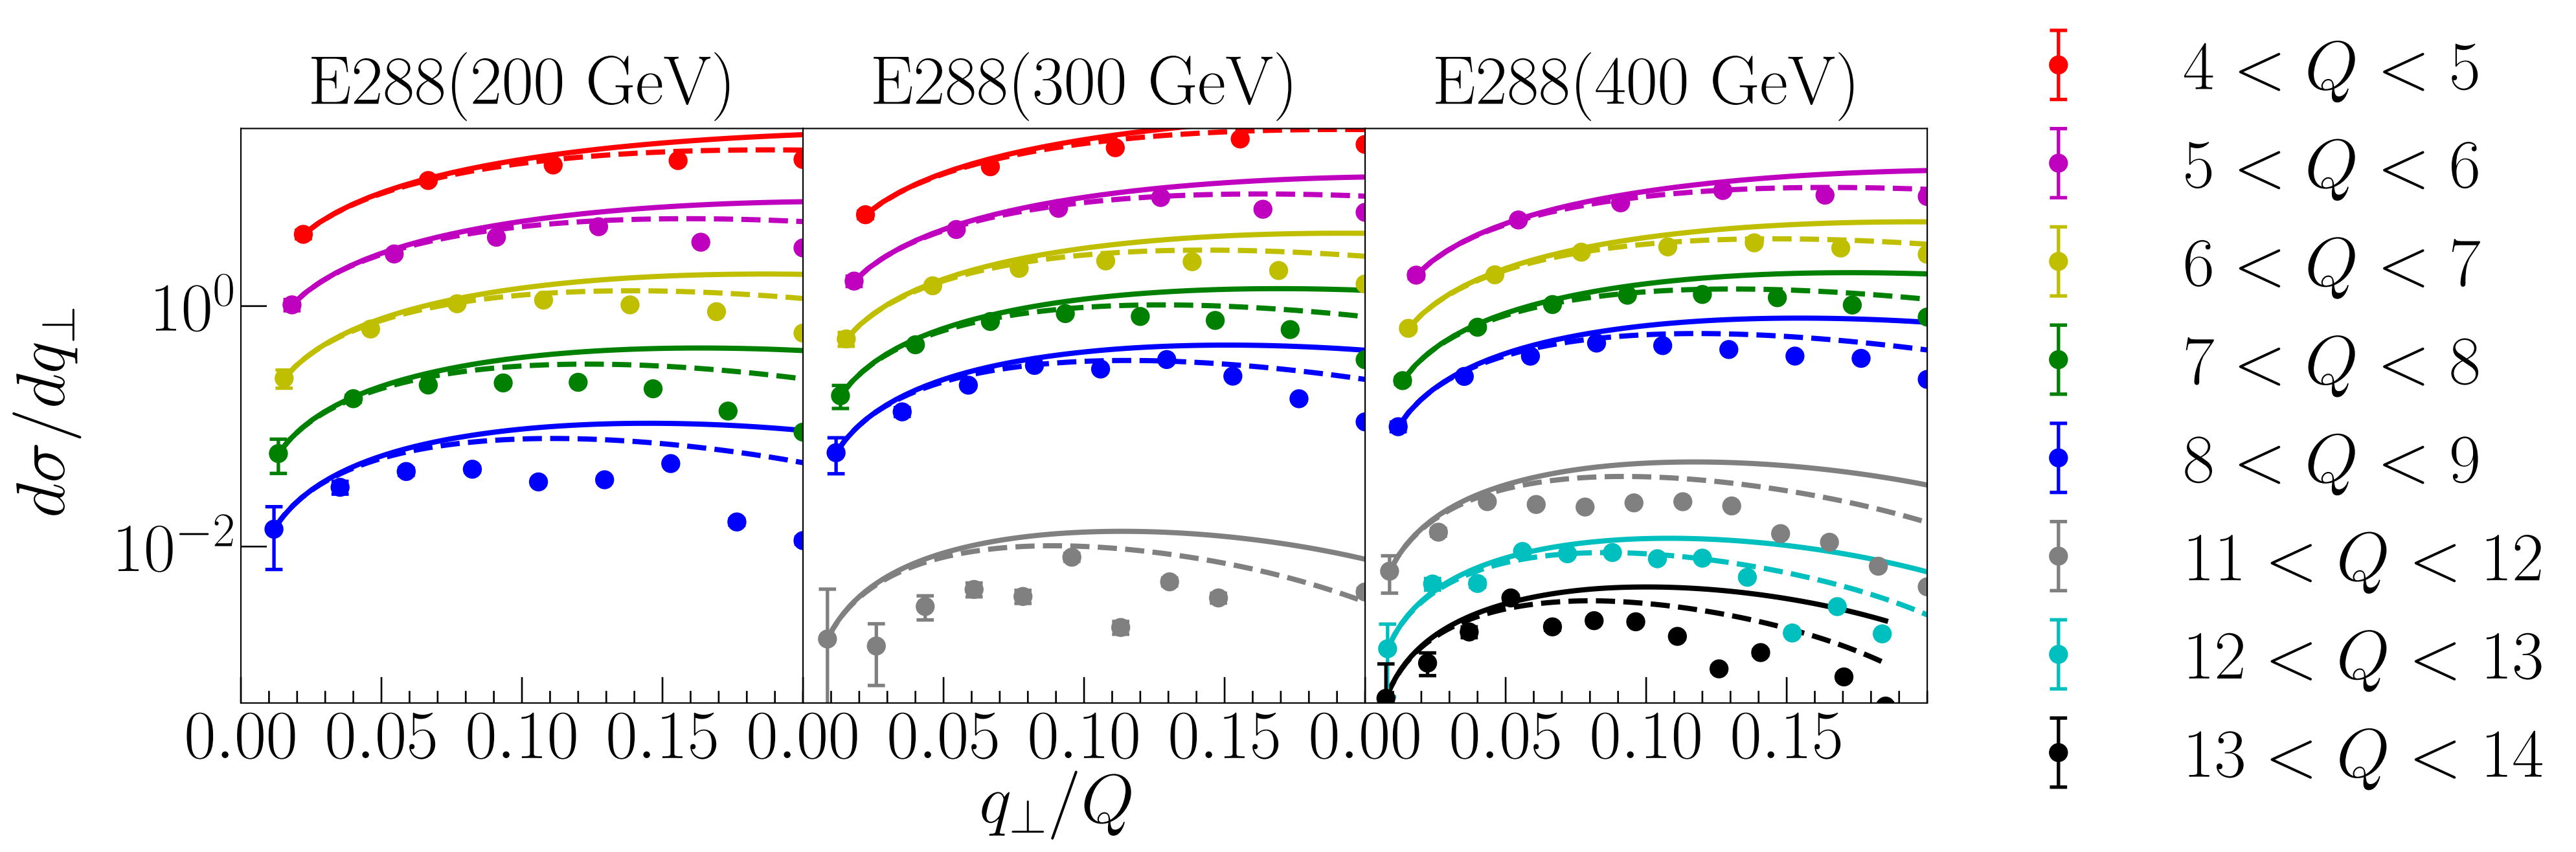 E288(200 GeV) E288(300 GeV) E288(400 GeV)
dσ/dq⊥
10⁰
10⁻²
0.00 0.05 0.10 0.15 0.00 0.05 0.10 0.15 0.00 0.05 0.10 0.15
q⊥/Q
4 < Q < 5
5 < Q < 6
6 < Q < 7
7 < Q < 8
8 < Q < 9
11 < Q < 12
12 < Q < 13
13 < Q < 14